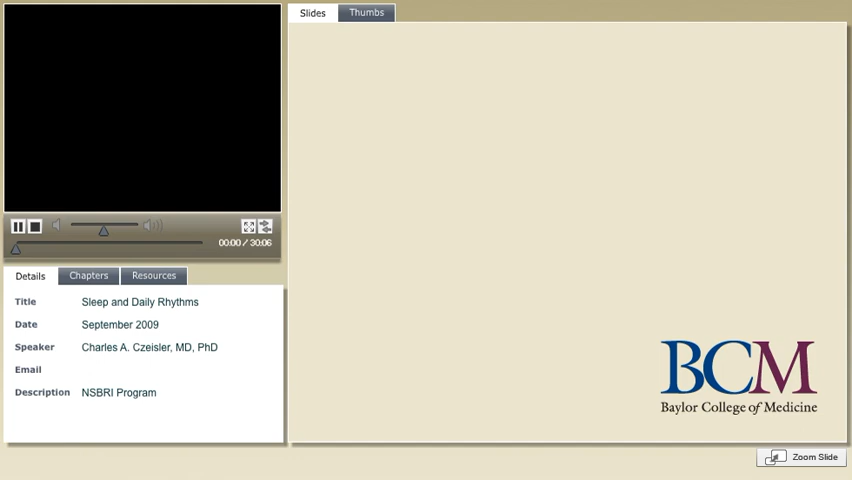 Slides Thumbs
00:00 / 30:06
Details Chapters Resources
Title Sleep and Daily Rhythms
Date September 2009
Speaker Charles A. Czeisler, MD, PhD
Email
Description NSBRI Program
BCM
Baylor College of Medicine
Zoom Slide